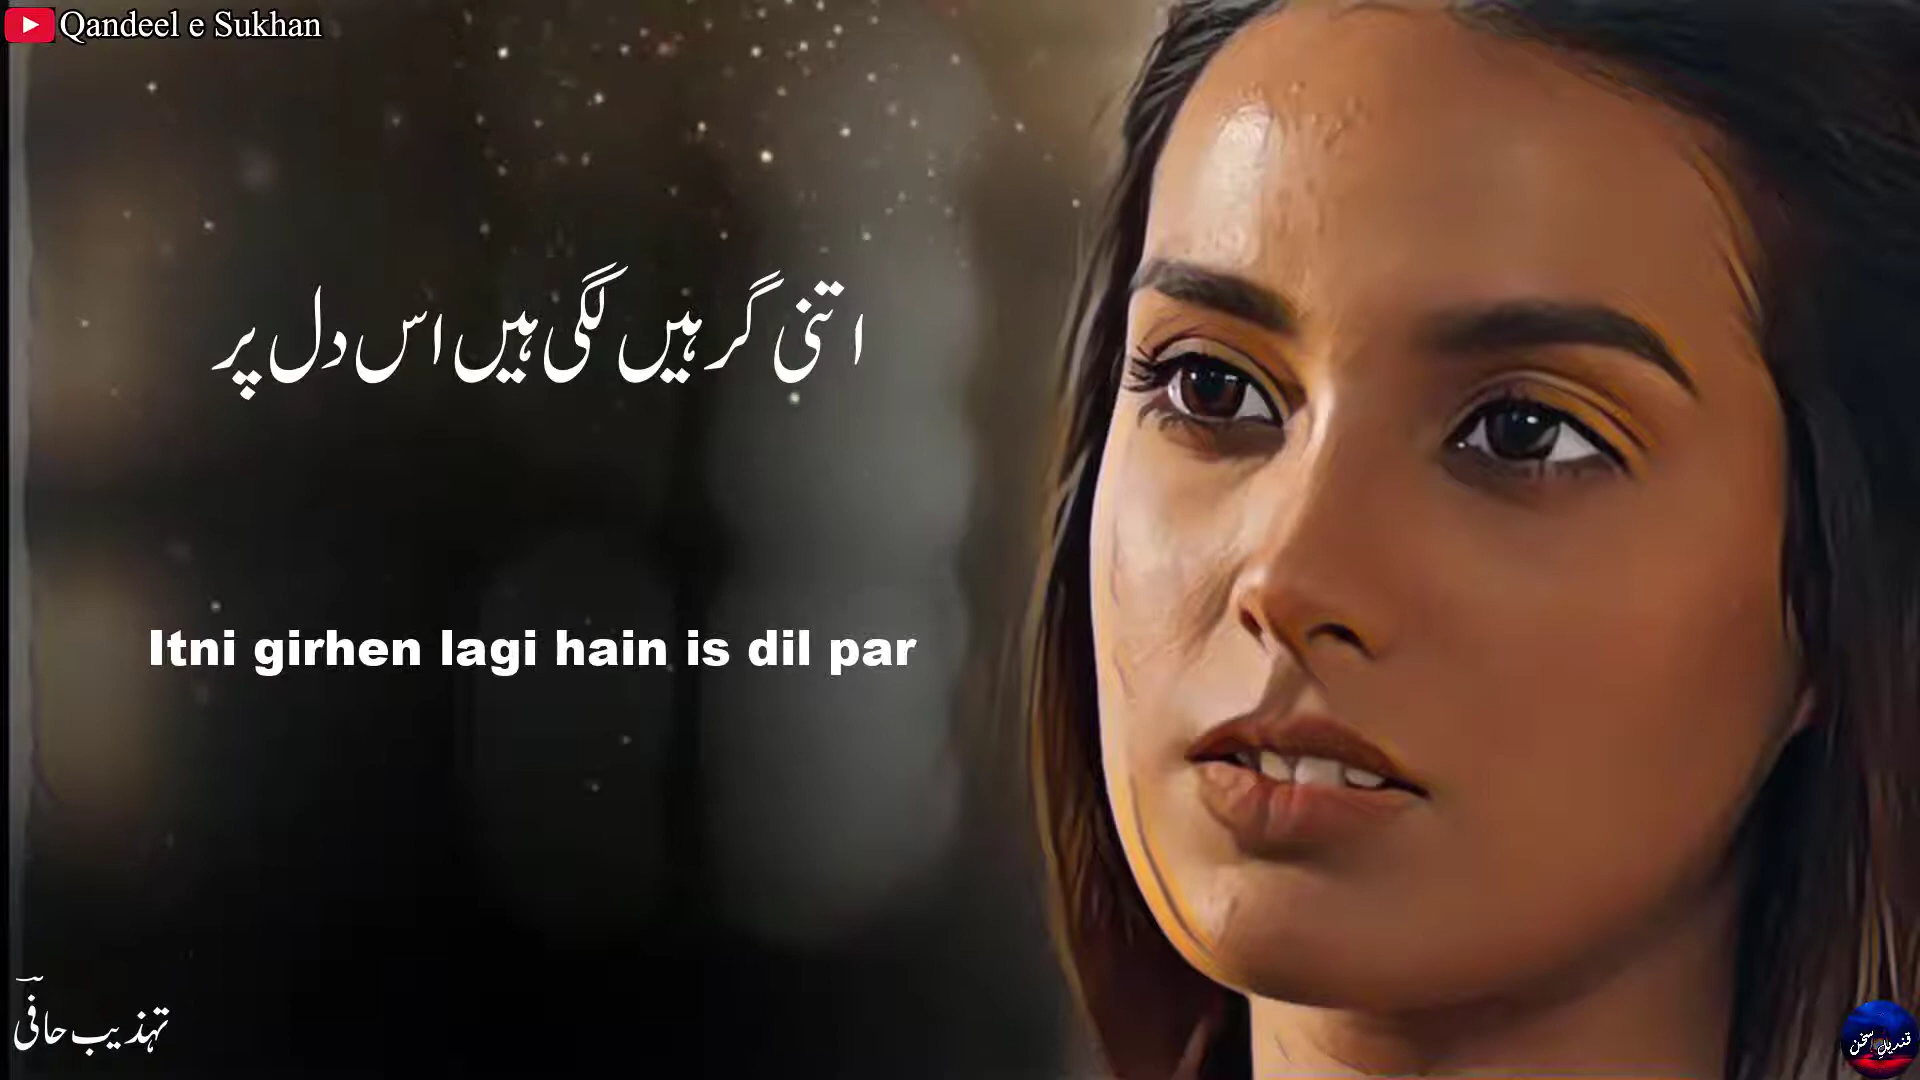 Qandeel e Sukhan
اتنی گرہیں لگی ہیں اس دل پر
Itni girhen lagi hain is dil par
تہذیب حافی
قندیل سخن